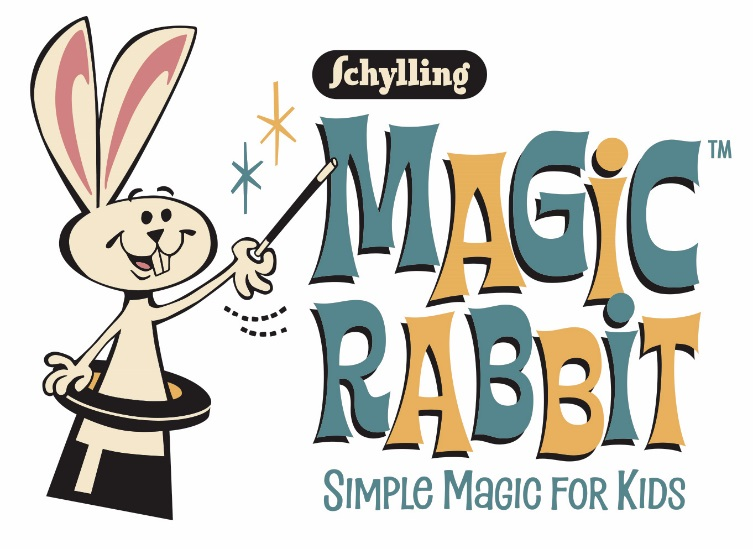 Schylling
MAGiC™
RABBiT
SIMPLE MAGIC FOR KIDS